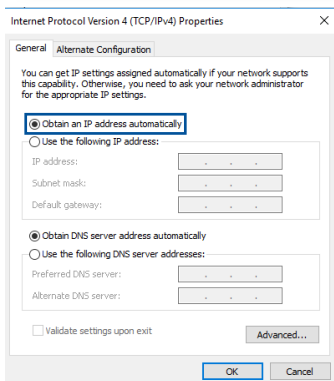 Internet Protocol Version 4 (TCP/IPv4) Properties
General
Alternate Configuration
You can get IP settings assigned automatically if your network supports
this capability. Otherwise, you need to ask your network administrator
for the appropriate IP settings.
Obtain an IP address automatically
Use the following IP address:
IP address:
Subnet mask:
Default gateway:
Obtain DNS server address automatically
Use the following DNS server addresses:
Preferred DNS server:
Alternate DNS server:
Validate settings upon exit
Advanced...
OK
Cancel